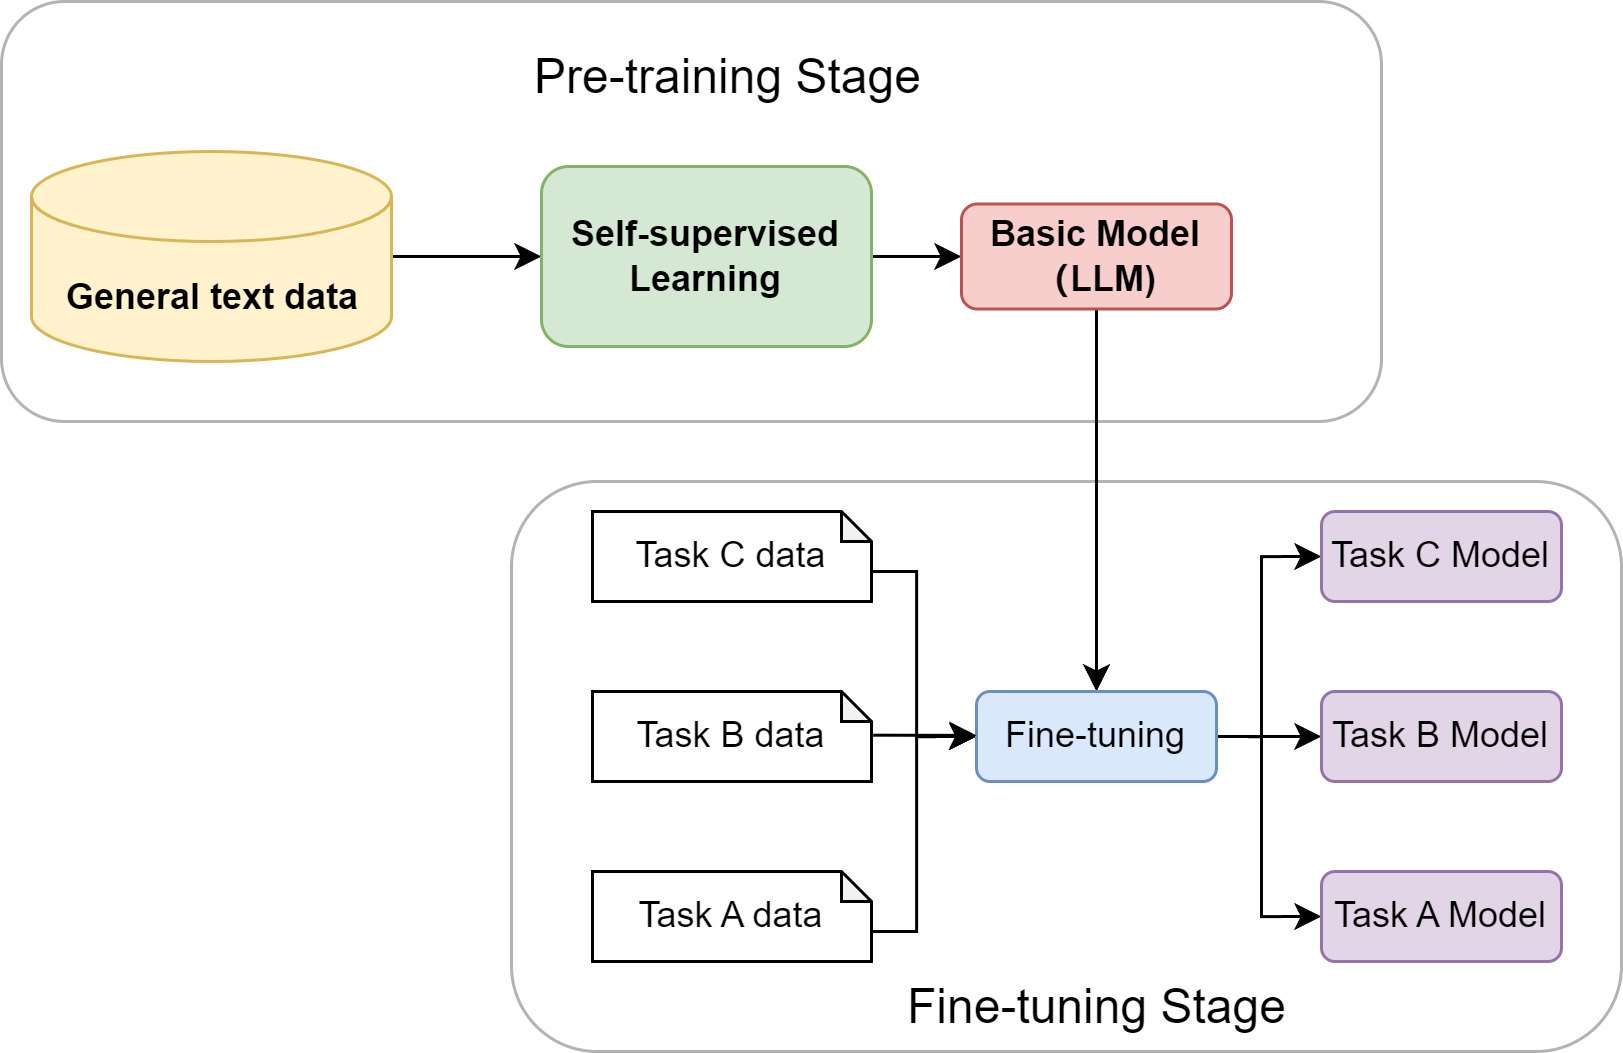 Pre-training Stage
General text data
Self-supervised
Learning
Basic Model
(LLM)
Task C data
Task B data
Task A data
Fine-tuning
Task C Model
Task B Model
Task A Model
Fine-tuning Stage